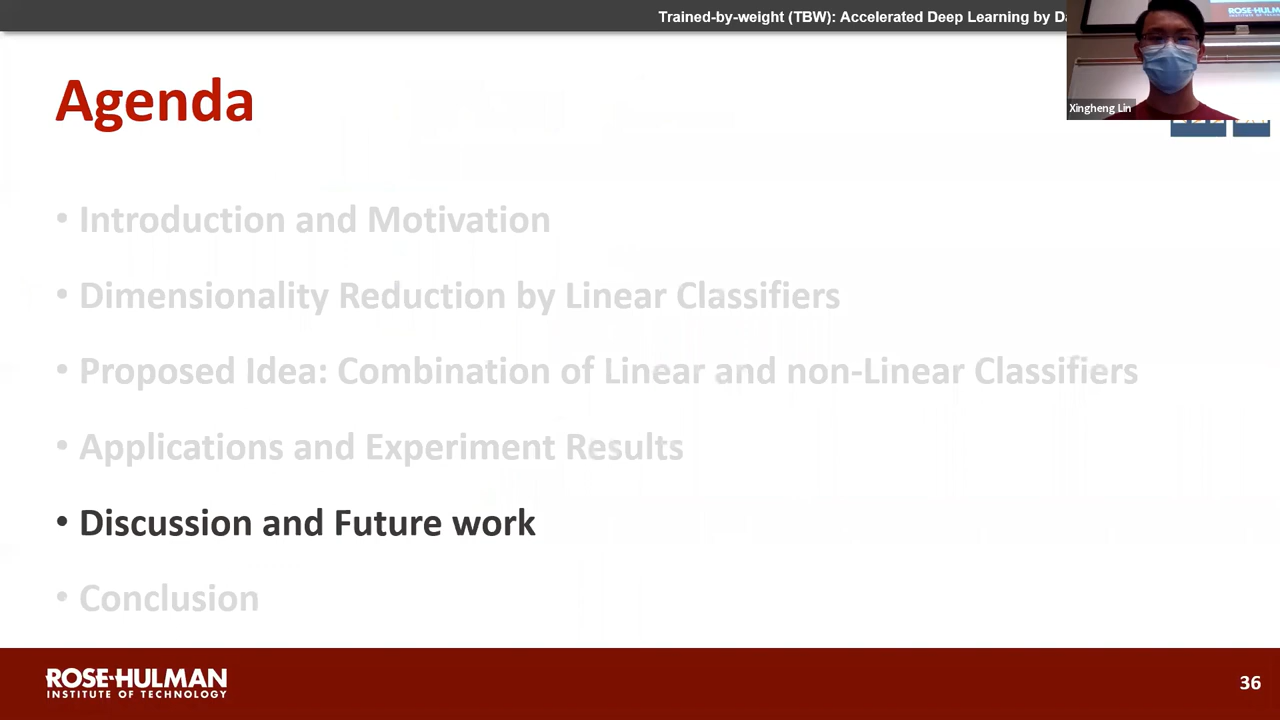 Trained-by-weight (TBW): Accelerated Deep Learning by
ROSE-HULMAN
Xingheng Lin
Agenda
• Introduction and Motivation
• Dimensionality Reduction by Linear Classifiers
• Proposed Idea: Combination of Linear and non-Linear Classifiers
• Applications and Experiment Results
• Discussion and Future work
• Conclusion
ROSE-HULMAN
INSTITUTE OF TECHNOLOGY
36